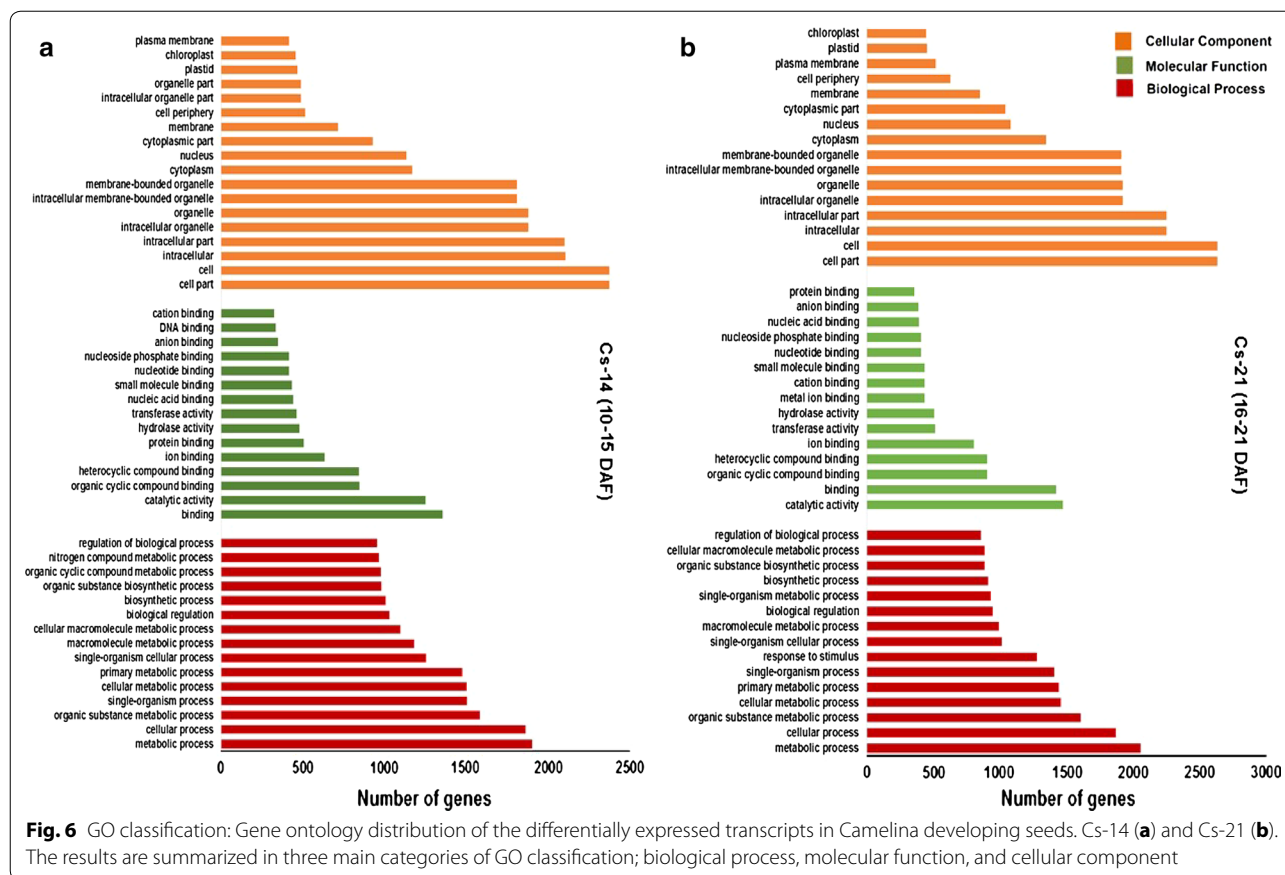 a
plasma membrane
chloroplast
plastid
organelle part
intracellular organelle part
cell periphery
membrane
cytoplasmic part
nucleus
cytoplasm
membrane-bounded organelle
intracellular membrane-bounded organelle
organelle
intracellular organelle
intracellular part
intracellular
cell
cell part
cation binding
DNA binding
anion binding
nucleoside phosphate binding
nucleotide binding
small molecule binding
nucleic acid binding
transferase activity
hydrolase activity
protein binding
ion binding
heterocyclic compound binding
organic cyclic compound binding
catalytic activity
binding
regulation of biological process
nitrogen compound metabolic process
organic cyclic compound metabolic process
organic substance biosynthetic process
biosynthetic process
biological regulation
cellular macromolecule metabolic process
macromolecule metabolic process
single-organism cellular process
primary metabolic process
cellular metabolic process
single-organism process
organic substance metabolic process
cellular process
metabolic process
0 500 1000 1500 2000 2500
Number of genes
Cs-14 (10-15 DAF)
b
chloroplast
plastid
plasma membrane
cell periphery
membrane
cytoplasmic part
nucleus
cytoplasm
membrane-bounded organelle
intracellular membrane-bounded organelle
organelle
intracellular organelle
intracellular part
intracellular
cell
cell part
protein binding
anion binding
nucleic acid binding
nucleoside phosphate binding
nucleotide binding
small molecule binding
cation binding
metal ion binding
hydrolase activity
transferase activity
ion binding
heterocyclic compound binding
organic cyclic compound binding
binding
catalytic activity
regulation of biological process
cellular macromolecule metabolic process
organic substance biosynthetic process
biosynthetic process
single-organism metabolic process
biological regulation
macromolecule metabolic process
single-organism cellular process
response to stimulus
single-organism process
primary metabolic process
cellular metabolic process
organic substance metabolic process
cellular process
metabolic process
0 500 1000 1500 2000 2500 3000
Number of genes
Cs-21 (16-21 DAF)
Cellular Component
Molecular Function
Biological Process
Fig. 6 GO classification: Gene ontology distribution of the differentially expressed transcripts in Camelina developing seeds. Cs-14 (a) and Cs-21 (b).
The results are summarized in three main categories of GO classification; biological process, molecular function, and cellular component